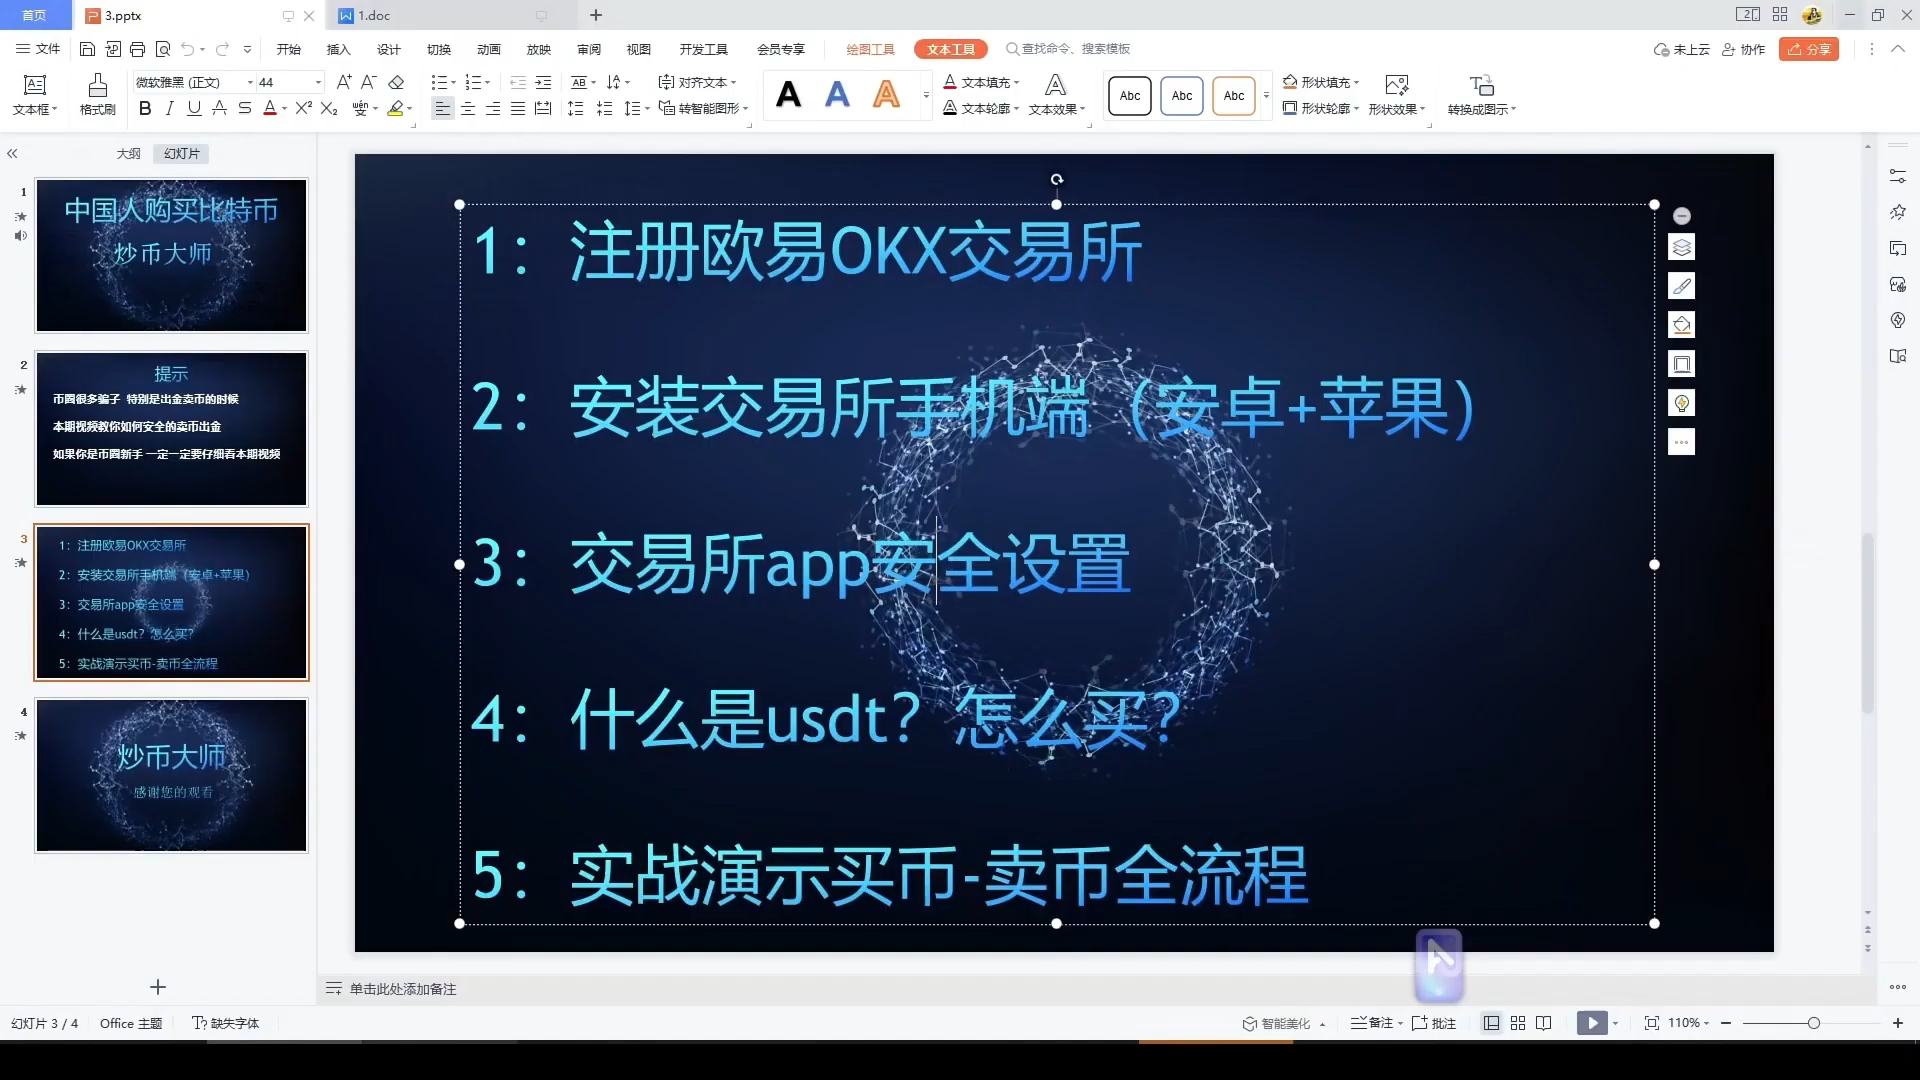 首页
3.pptx
1.doc
文件
开始
插入
设计
切换
动画
放映
审阅
视图
开发工具
会员专享
绘图工具
文本工具
查找命令、搜索模板
未上云
协作
分享
文本框
格式刷
微软雅黑 (正文)
44
对齐文本
转智能图形
文本填充
文本轮廓
文本效果
Abc
Abc
Abc
形状填充
形状轮廓
形状效果
转换成图示
大纲
幻灯片
1
中国人购买比特币
炒币大师
2
提示
币圈很多骗子 特别是出金卖币的时候
本期视频教你如何安全的卖币出金
如果你是币圈新手 一定一定要仔细看本期视频
3
1：注册欧易OKX交易所
2：安装交易所手机端（安卓+苹果）
3：交易所app安全设置
4：什么是usdt？怎么买?
5：实战演示买币-卖币全流程
4
炒币大师
感谢您的观看
1：注册欧易OKX交易所
2：安装交易所手机端（安卓+苹果）
3：交易所app安全设置
4：什么是usdt？怎么买?
5：实战演示买币-卖币全流程
单击此处添加备注
幻灯片 3 / 4
Office 主题
缺失字体
智能美化
备注
批注
110%